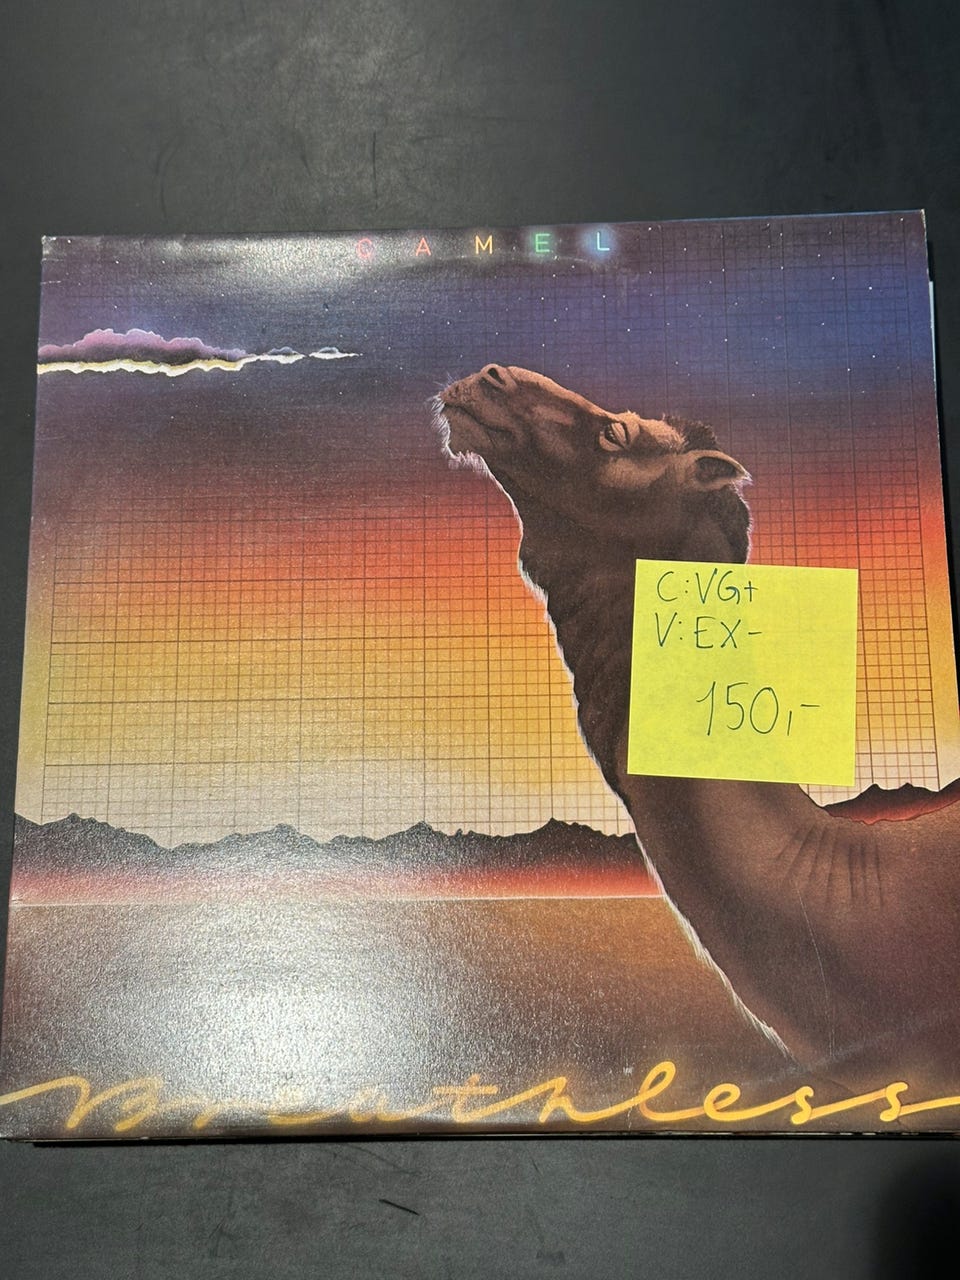 CAMEL
C:VG+
V:EX-
150,-
Breathless